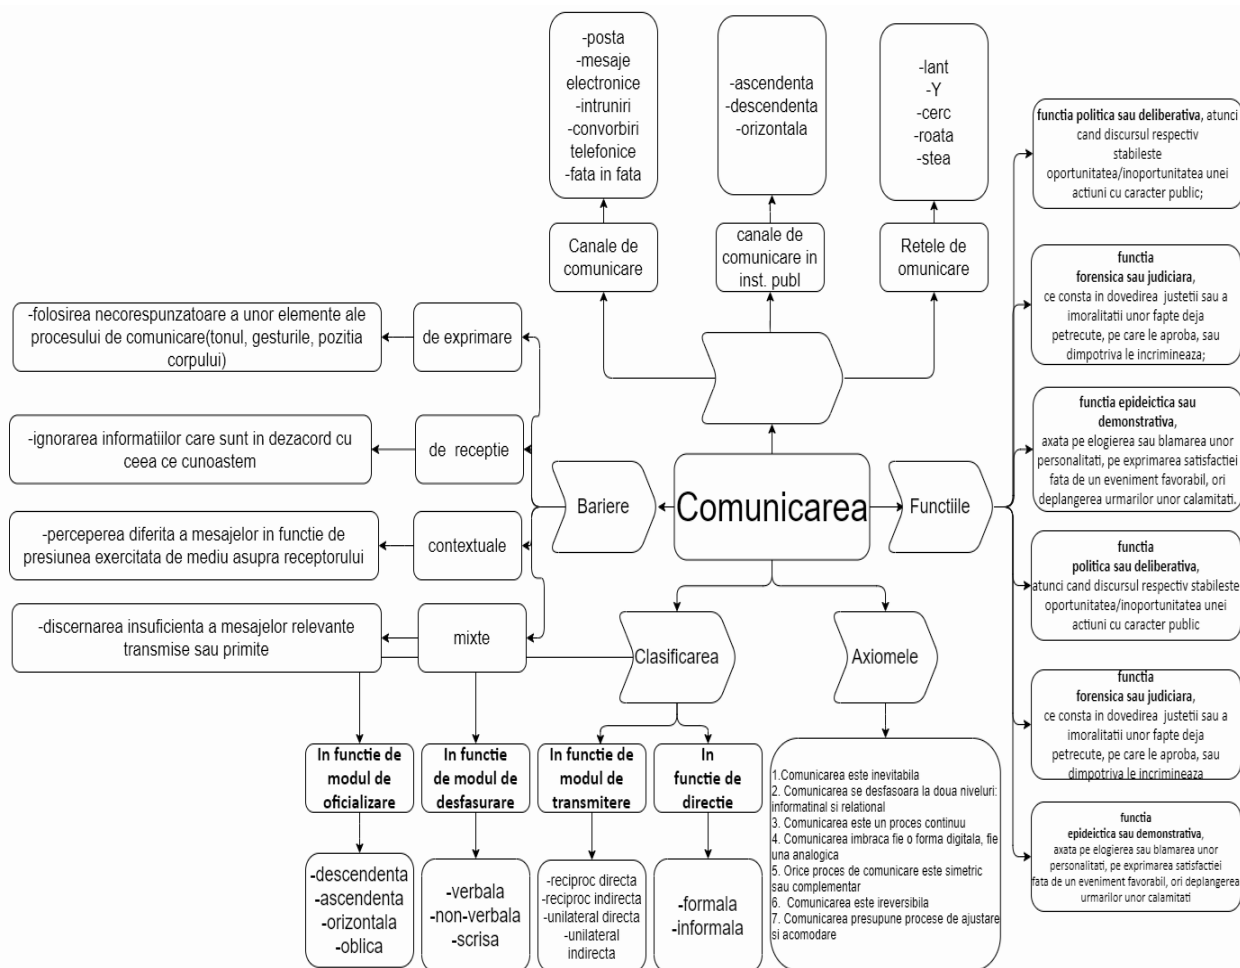 -posta
-mesaje
electronice
-intruniri
-convorbiri
telefonice
-fata in fata
-ascendenta
-descendenta
-orizontala
-lant
-Y
-cerc
-roata
-stea
Canale de
comunicare
canale de
comunicare in
inst. publ
Retele de
omunicare
functia politica sau deliberativa, atunci
cand discursul respectiv
stabileste
oportunitatea/inoportunitatea unei
actiuni cu caracter public;
functia
forensica sau judiciara,
ce consta in dovedirea justetii sau a
imoralitatii unor fapte deja
petrecute, pe care le aproba, sau
dimpotriva le incrimineaza;
functia epideictica sau
demonstrativa,
axata pe elogierea sau blamarea unor
personalitati, pe exprimarea satisfactiei
fata de un eveniment favorabil, ori
deplangerea urmarilor unor calamitati.
functia
politica sau deliberativa,
atunci cand discursul respectiv stabileste
oportunitatea/inoportunitatea unei
actiuni cu caracter public
functia
forensica sau judiciara,
ce consta in dovedirea justetii sau a
imoralitatii unor fapte deja
petrecute, pe care le aproba, sau
dimpotriva le incrimineaza
functia
epideictica sau demonstrativa,
axata pe elogierea sau blamarea unor
personalitati, pe exprimarea satisfactiei
fata de un eveniment favorabil, ori deplangerea
urmarilor unor calamitati
-folosirea necorespunzatoare a unor elemente ale
procesului de comunicare(tonul, gesturile, pozitia
corpului)
de exprimare
-ignorarea informatiilor care sunt in dezacord cu
ceea ce cunoastem
de receptie
-perceperea diferita a mesajelor in functie de
presiunea exercitata de mediu asupra receptorului
contextuale
-discernarea insuficienta a mesajelor relevante
transmise sau primite
mixte
Bariere
Comunicarea
Functiile
Clasificarea
Axiomele
In functie de
modul de
oficializare
In functie
de modul de
desfasurare
In functie de
modul de
transmitere
In
functie de
directie
-descendenta
-ascendenta
-orizontala
-oblica
-verbala
-non-verbala
-scrisa
-reciproc directa
-reciproc indirecta
-unilateral directa
-unilateral
indirecta
-formala
-informala
1.Comunicarea este inevitabila
2. Comunicarea se desfasoara la doua niveluri:
informatinal si relational
3. Comunicarea este un proces continuu
4. Comunicarea imbraca fie o forma digitala, fie
una analogica
5. Orice proces de comunicare este simetric
sau complementar
6. Comunicarea este ireversibila
7. Comunicarea presupune procese de ajustare
si acomodare